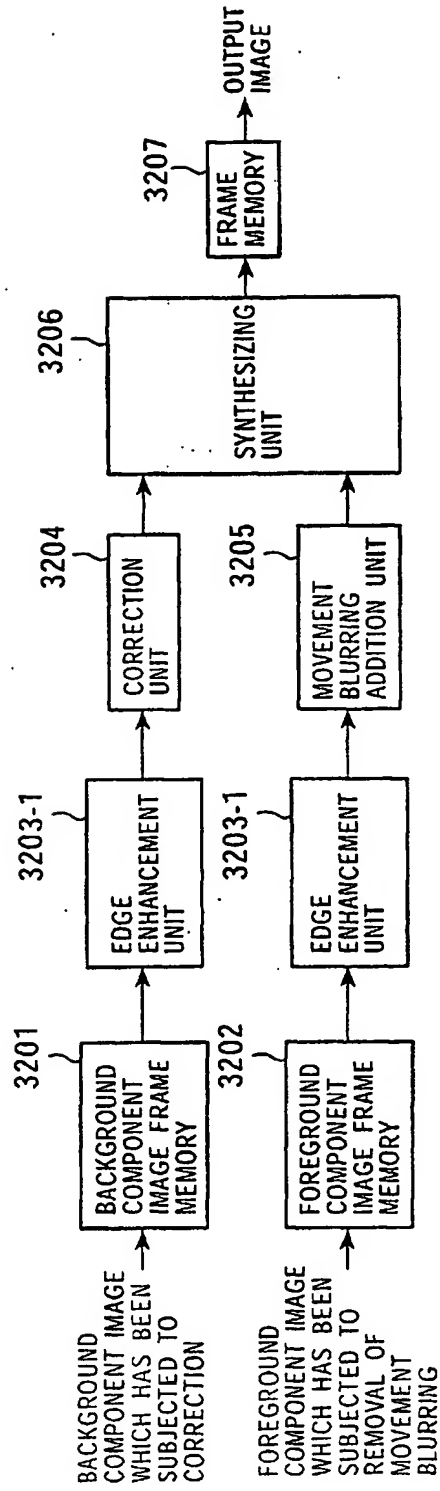 BACKGROUND
COMPONENT IMAGE
WHICH HAS BEEN
SUBJECTED TO
CORRECTION
3201
BACKGROUND
COMPONENT
IMAGE FRAME
MEMORY
3203-1
EDGE
ENHANCEMENT
UNIT
3204
CORRECTION
UNIT
FOREGROUND
COMPONENT IMAGE
WHICH HAS BEEN
SUBJECTED TO
REMOVAL OF
MOVEMENT
BLURRING
3202
FOREGROUND
COMPONENT
IMAGE FRAME
MEMORY
3203-1
EDGE
ENHANCEMENT
UNIT
3205
MOVEMENT
BLURRING
ADDITION UNIT
3206
SYNTHESIZING
UNIT
3207
FRAME
MEMORY
OUTPUT
IMAGE